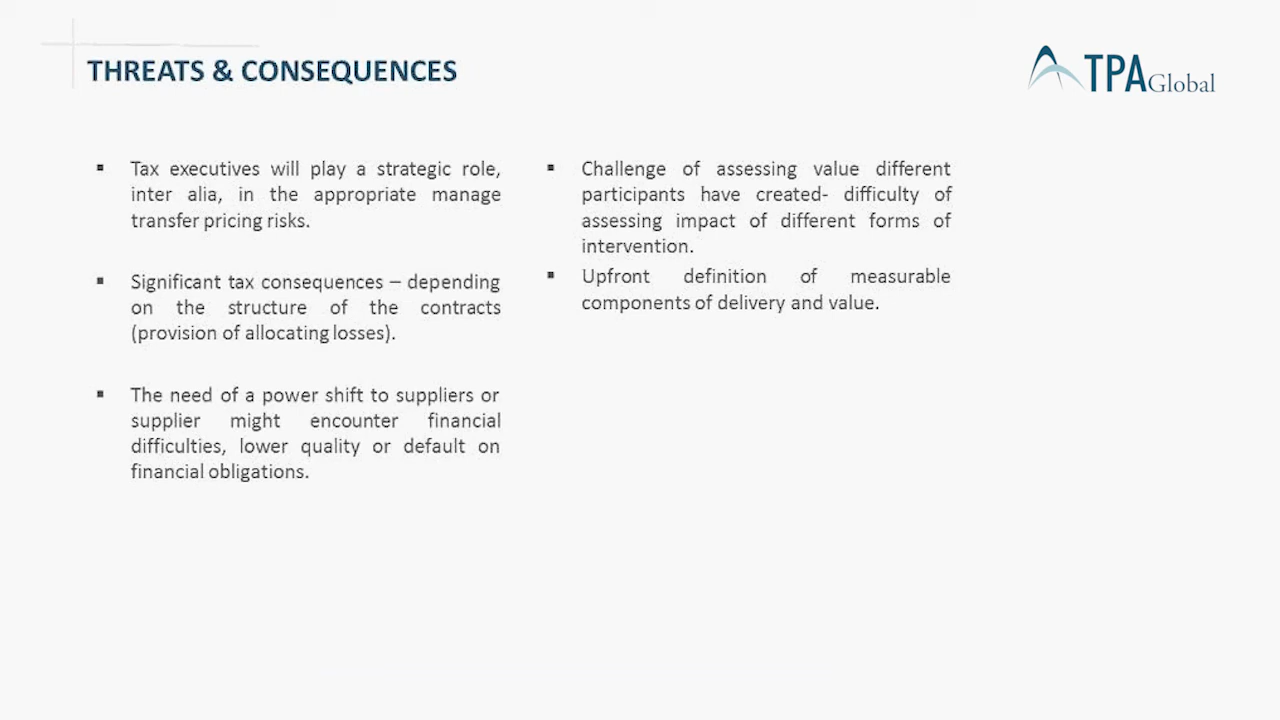 THREATS & CONSEQUENCES
TPA Global
▪ Tax executives will play a strategic role,
inter alia, in the appropriate manage
transfer pricing risks.
▪ Significant tax consequences – depending
on the structure of the contracts
(provision of allocating losses).
▪ The need of a power shift to suppliers or
supplier might encounter financial
difficulties, lower quality or default on
financial obligations.
▪ Challenge of assessing value different
participants have created- difficulty of
assessing impact of different forms of
intervention.
▪ Upfront definition of measurable
components of delivery and value.